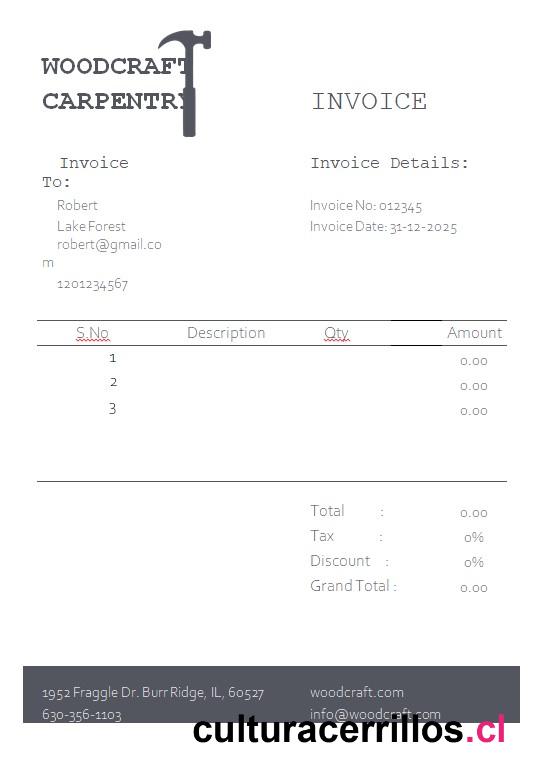 WOODCRAFT
CARPENTRY
INVOICE
Invoice To:
Robert
Lake Forest
robert@gmail.co
m
1201234567
Invoice Details:
Invoice No: 012345
Invoice Date: 31-12-2025
S.No Description Qty Amount
1 0.00
2 0.00
3 0.00
Total : 0.00
Tax : 0%
Discount : 0%
Grand Total : 0.00
1952 Fraggle Dr. Burr Ridge, IL, 60527 woodcraft.com
630-356-1103 info@woodcraft.com
culturacerrillos.cl